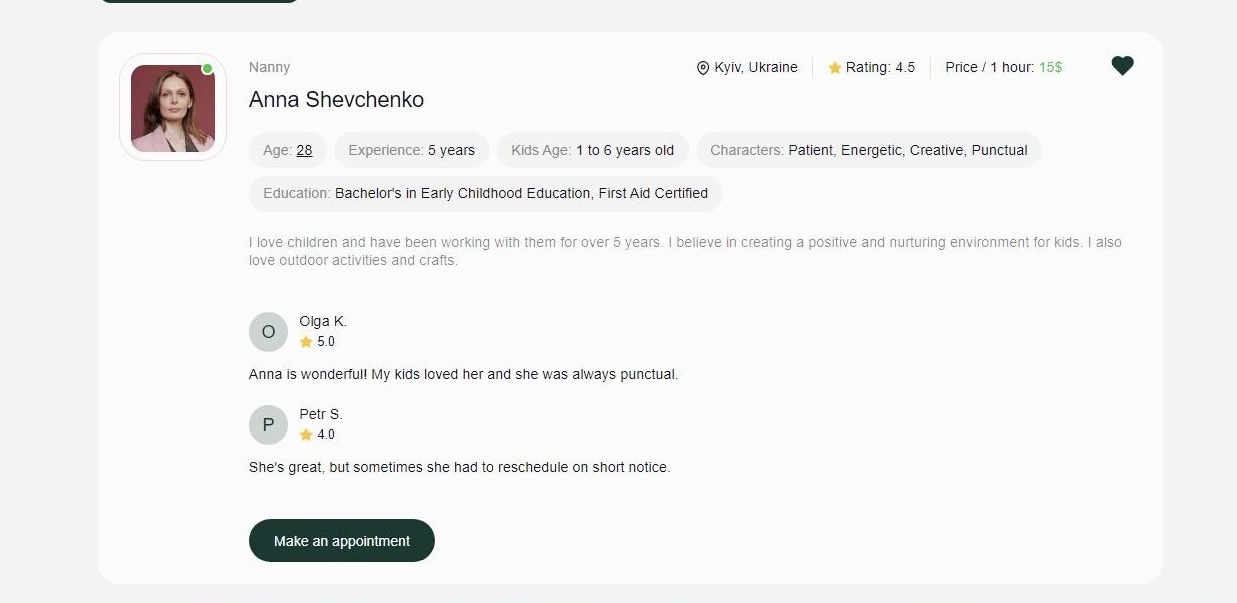 Nanny
Kyiv, Ukraine
Rating: 4.5
Price / 1 hour: 15$
Anna Shevchenko
Age: 28
Experience: 5 years
Kids Age: 1 to 6 years old
Characters: Patient, Energetic, Creative, Punctual
Education: Bachelor's in Early Childhood Education, First Aid Certified
I love children and have been working with them for over 5 years. I believe in creating a positive and nurturing environment for kids. I also
love outdoor activities and crafts.
O
Olga K.
5.0
Anna is wonderful! My kids loved her and she was always punctual.
P
Petr S.
4.0
She's great, but sometimes she had to reschedule on short notice.
Make an appointment